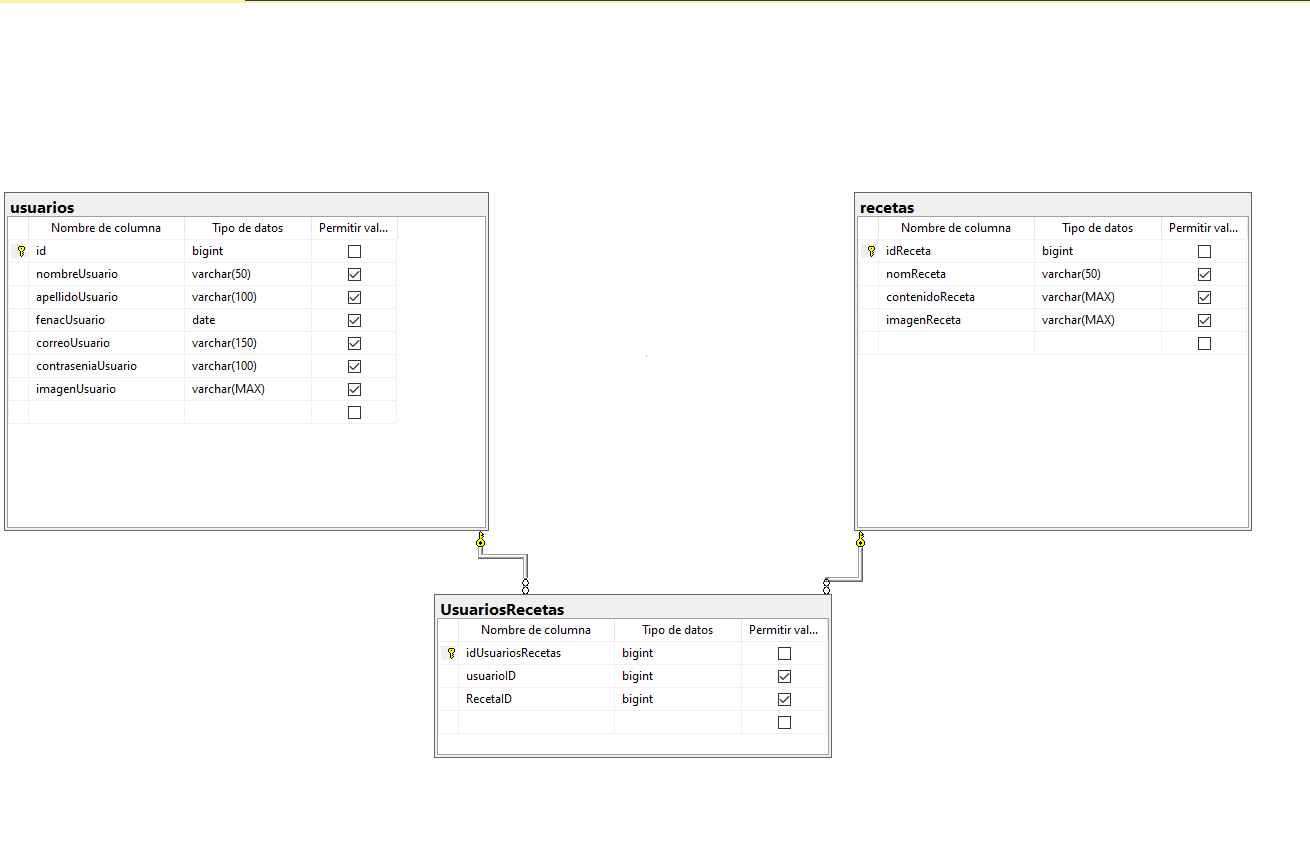 usuarios
Nombre de columna Tipo de datos Permitir val...
id bigint
nombreUsuario varchar(50)
apellidoUsuario varchar(100)
fenacUsuario date
correoUsuario varchar(150)
contraseniaUsuario varchar(100)
imagenUsuario varchar(MAX)
recetas
Nombre de columna Tipo de datos Permitir val...
idReceta bigint
nomReceta varchar(50)
contenidoReceta varchar(MAX)
imagenReceta varchar(MAX)
UsuariosRecetas
Nombre de columna Tipo de datos Permitir val...
idUsuariosRecetas bigint
usuarioID bigint
RecetaID bigint